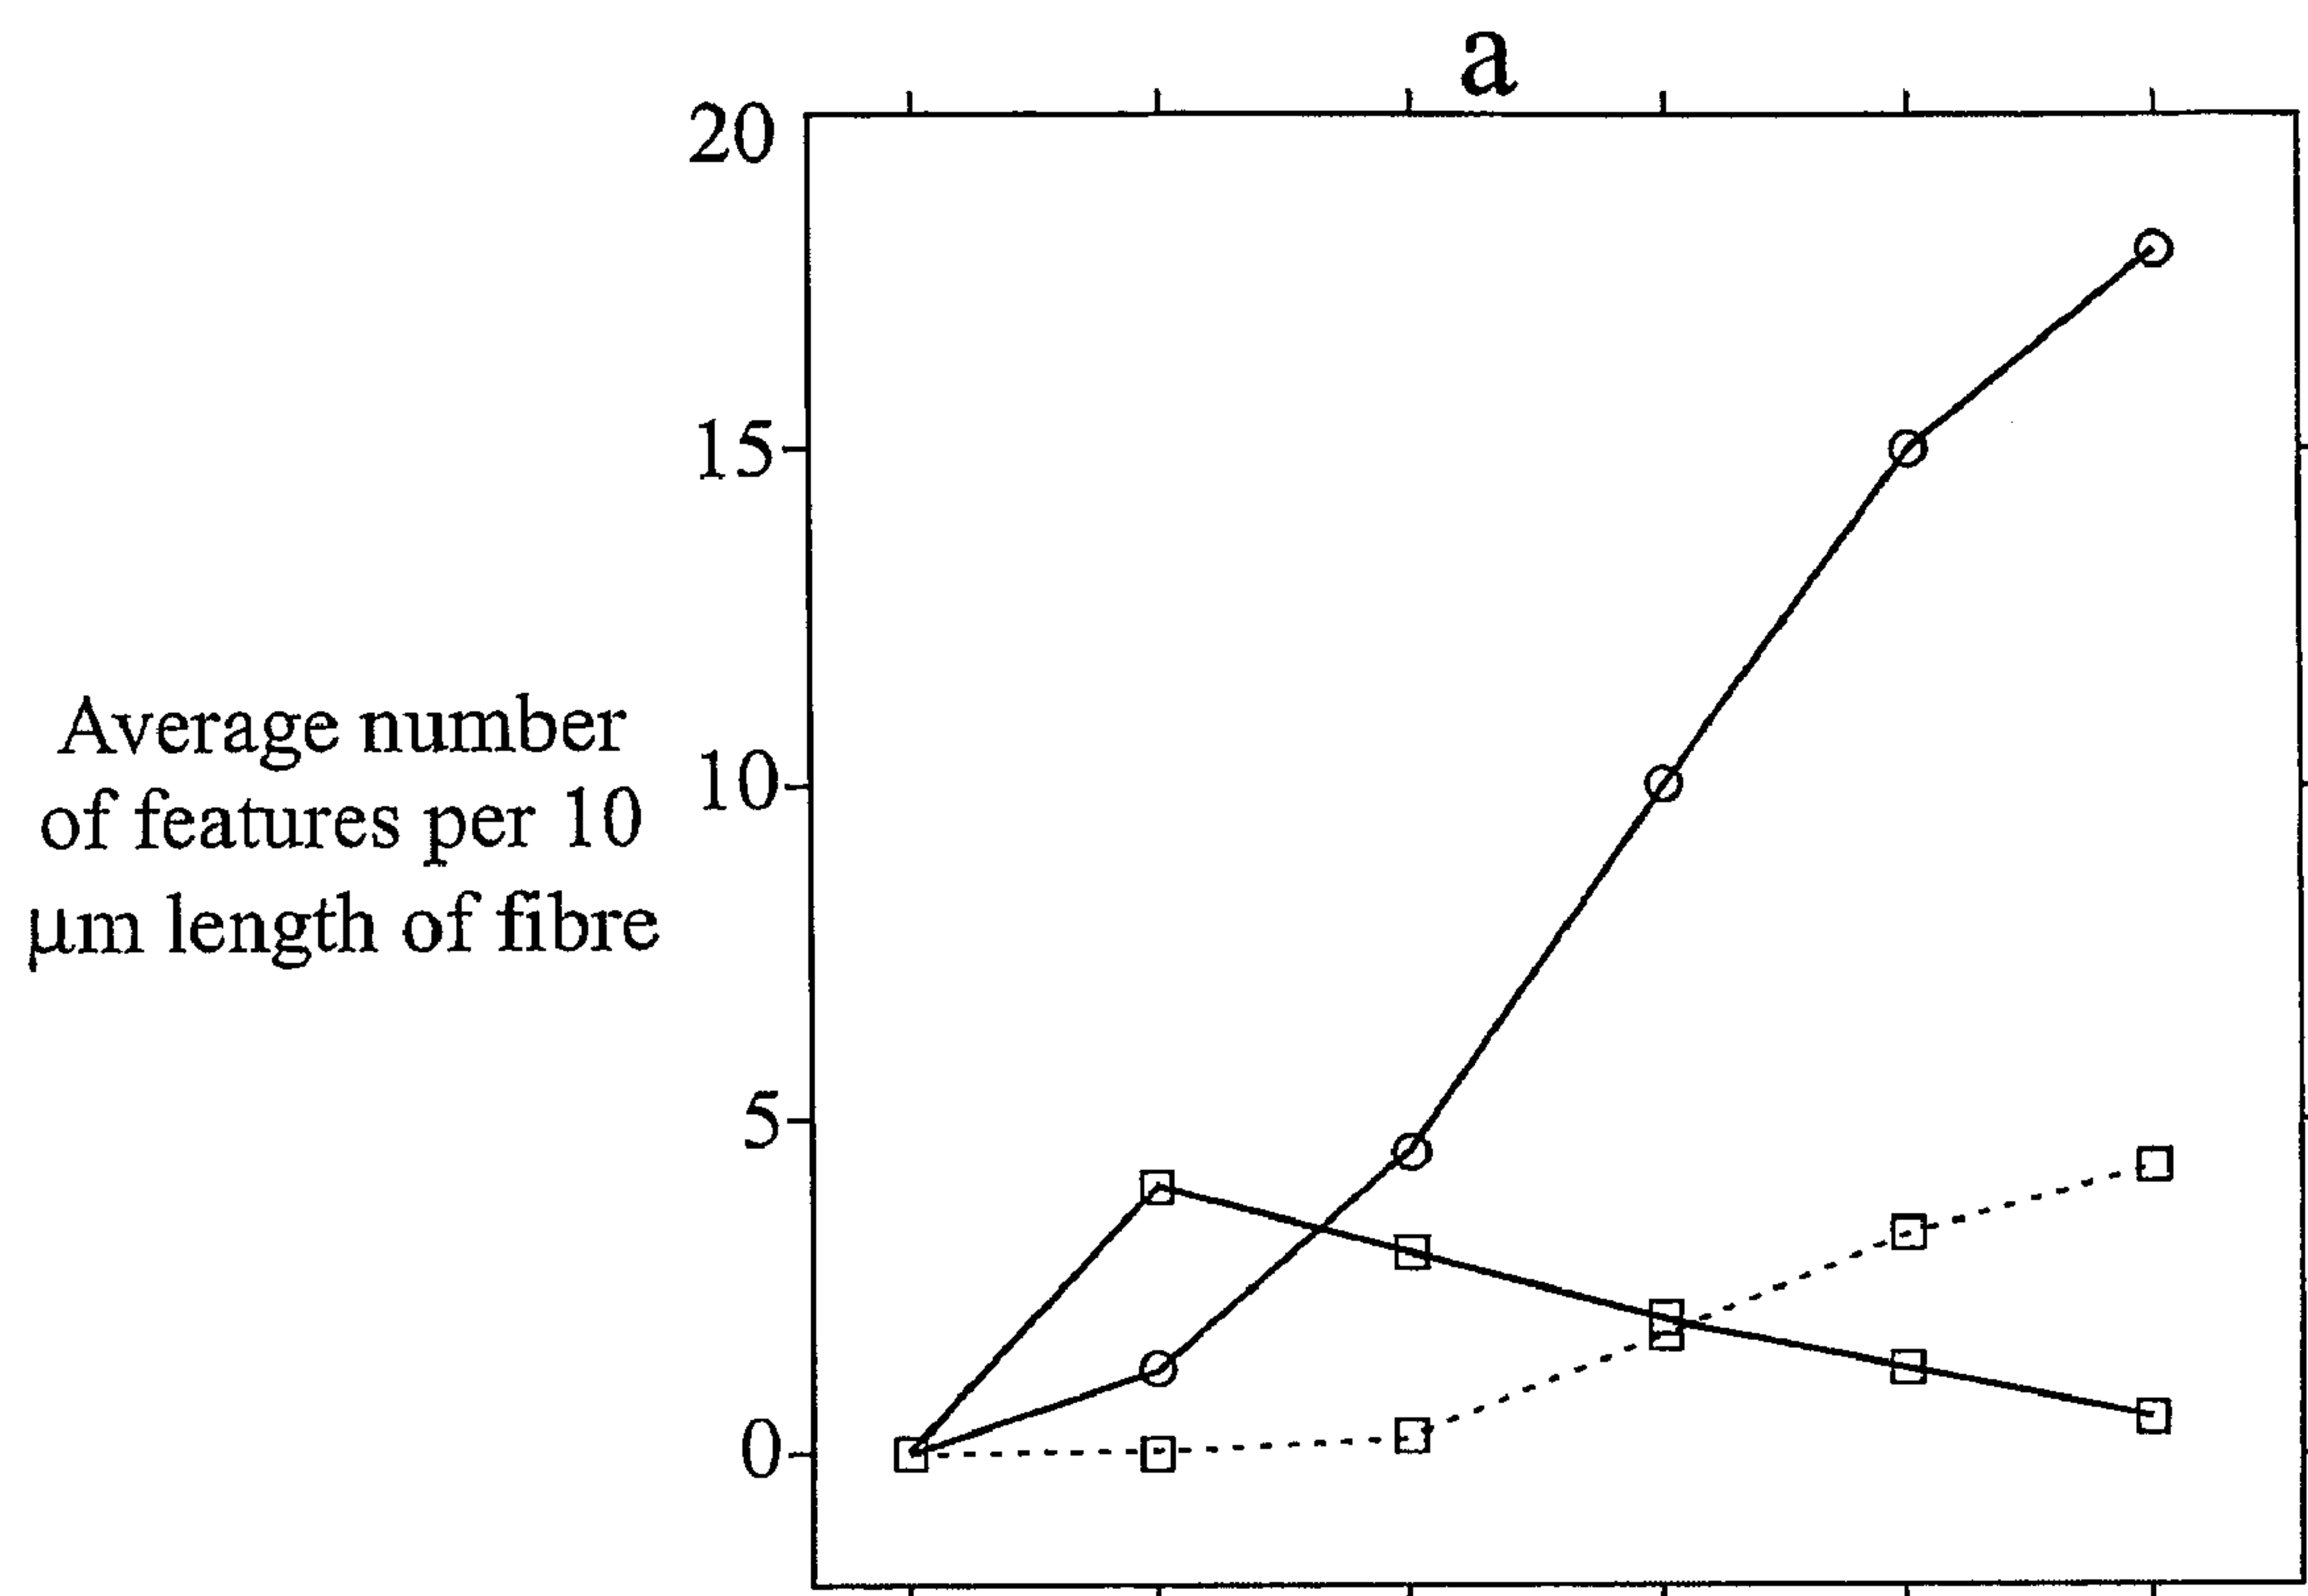 a
20
15
10
5
0
Average number
of features per 10
μm length of fibre